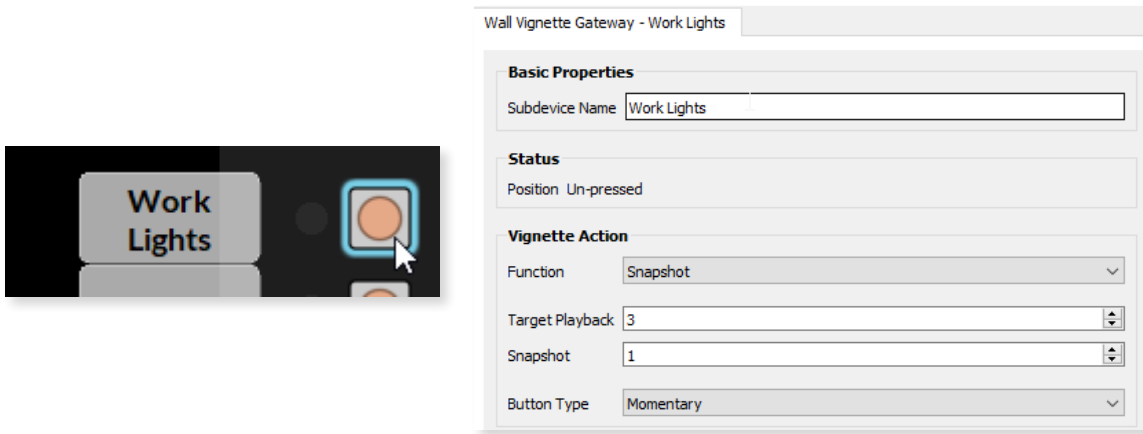 Work
Lights
Wall Vignette Gateway - Work Lights
Basic Properties
Subdevice Name Work Lights
Status
Position Un-pressed
Vignette Action
Function Snapshot
Target Playback 3
Snapshot 1
Button Type Momentary